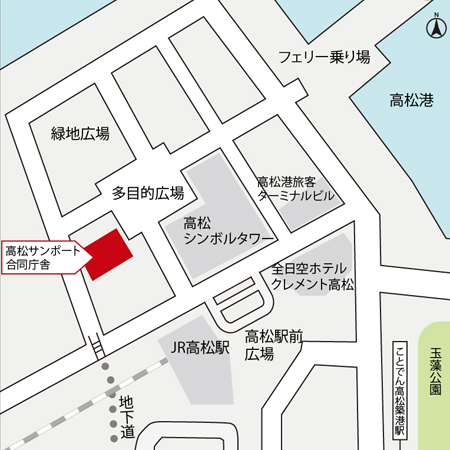 N
フェリー乗り場
高松港
緑地広場
多目的広場
高松港旅客
ターミナルビル
高松
シンボルタワー
高松サンポート
合同庁舎
全日空ホテル
クレメント高松
高松駅前
広場
JR高松駅
地下道
ことでん高松築港駅
玉藻公園